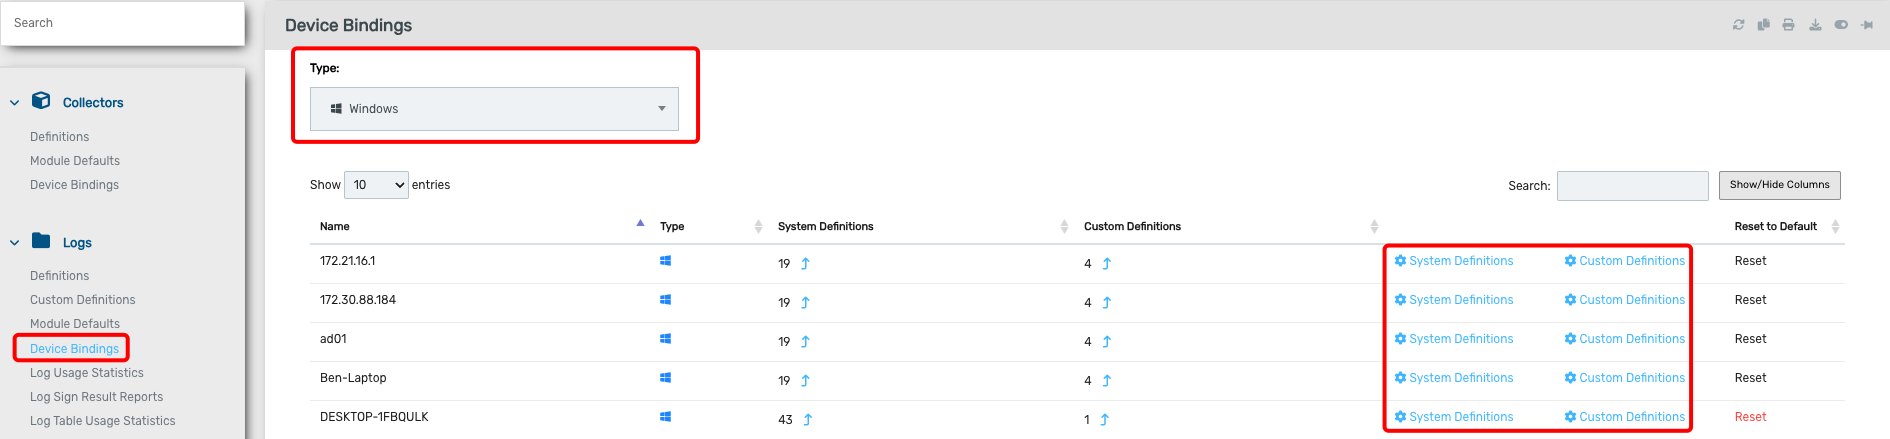 Search
Collectors
Definitions
Module Defaults
Device Bindings
Logs
Definitions
Custom Definitions
Module Defaults
Device Bindings
Log Usage Statistics
Log Sign Result Reports
Log Table Usage Statistics
Device Bindings
Type:
Windows
Show 10 entries
Search: Show/Hide Columns
Name Type System Definitions Custom Definitions Reset to Default
172.21.16.1 19 4 System Definitions Custom Definitions Reset
172.30.88.184 19 4 System Definitions Custom Definitions Reset
ad01 19 4 System Definitions Custom Definitions Reset
Ben-Laptop 19 4 System Definitions Custom Definitions Reset
DESKTOP-1FBQULK 43 1 System Definitions Custom Definitions Reset